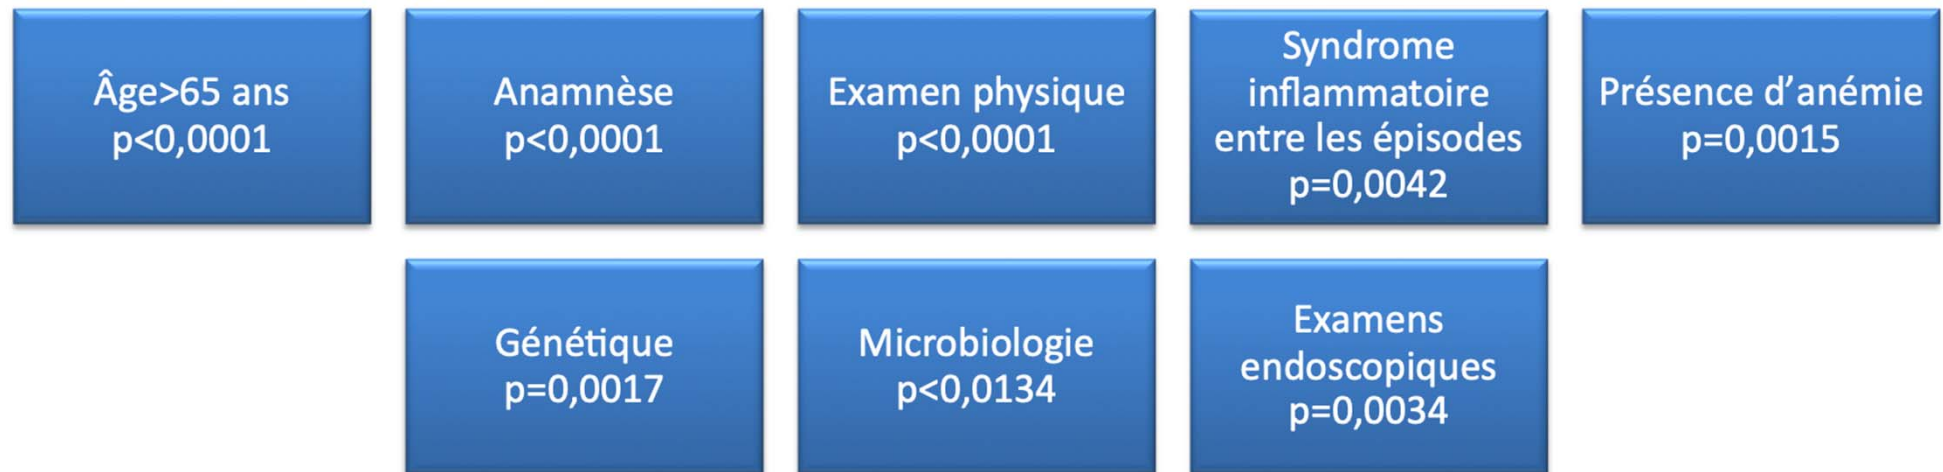 Âge>65 ans
p<0,0001
Anamnèse
p<0,0001
Examen physique
p<0,0001
Syndrome
inflammatoire
entre les épisodes
p=0,0042
Présence d’anémie
p=0,0015
Génétique
p=0,0017
Microbiologie
p<0,0134
Examens
endoscopiques
p=0,0034